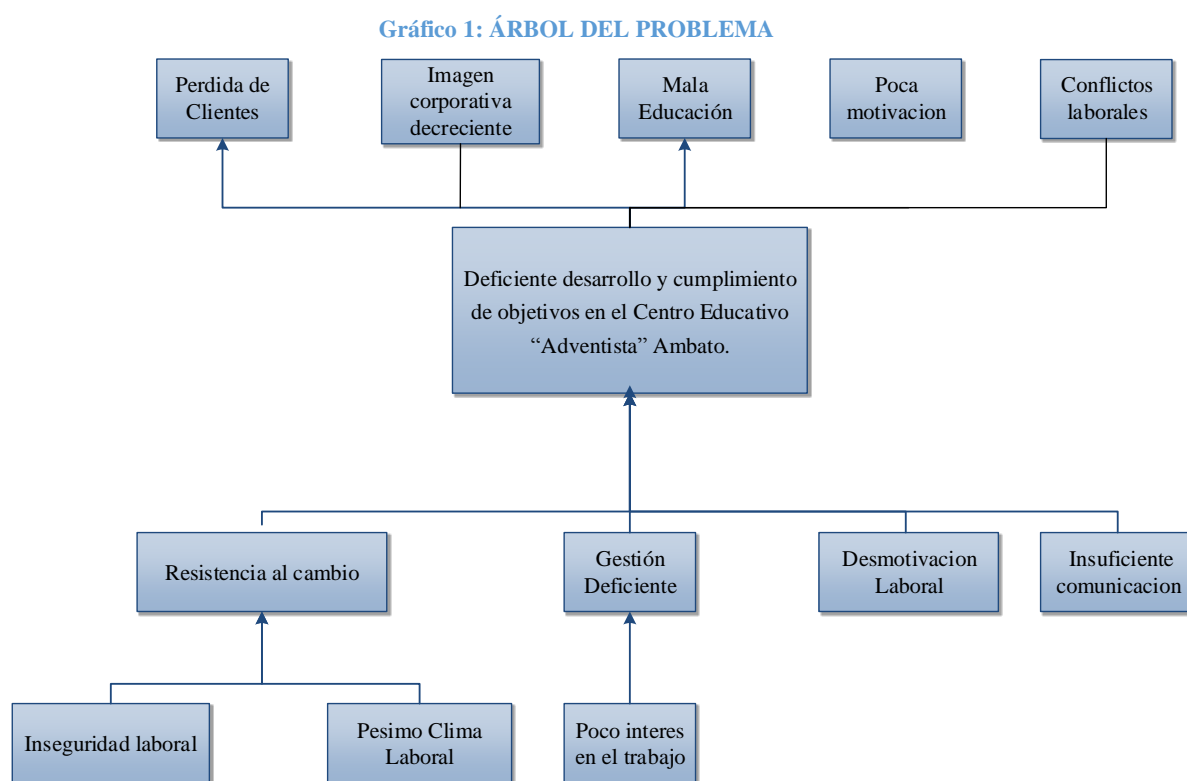 Gráfico 1: ÁRBOL DEL PROBLEMA
Perdida de
Clientes
Imagen
corporativa
decreciente
Mala
Educación
Poca
motivacion
Conflictos
laborales
Deficiente desarrollo y cumplimiento
de objetivos en el Centro Educativo
“Adventista” Ambato.
Resistencia al cambio
Gestión
Deficiente
Desmotivacion
Laboral
Insuficiente
comunicacion
Inseguridad laboral
Pesimo Clima
Laboral
Poco interes
en el trabajo